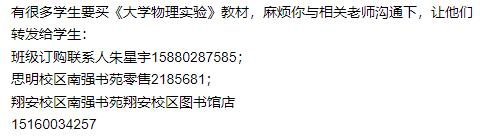 有很多学生要买《大学物理实验》教材，麻烦你与相关老师沟通下，让他们
转发给学生：
班级订购联系人朱星宇15880287585；
思明校区南强书苑零售2185681；
翔安校区南强书苑翔安校区图书馆店
15160034257